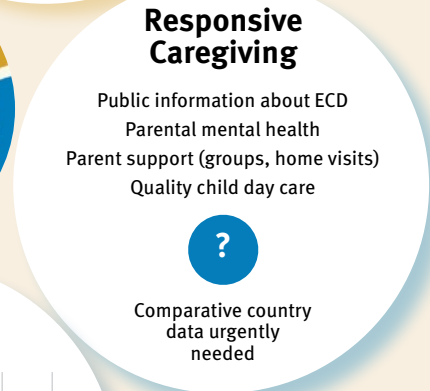 Responsive
Caregiving
Public information about ECD
Parental mental health
Parent support (groups, home visits)
Quality child day care
?
Comparative country
data urgently
needed